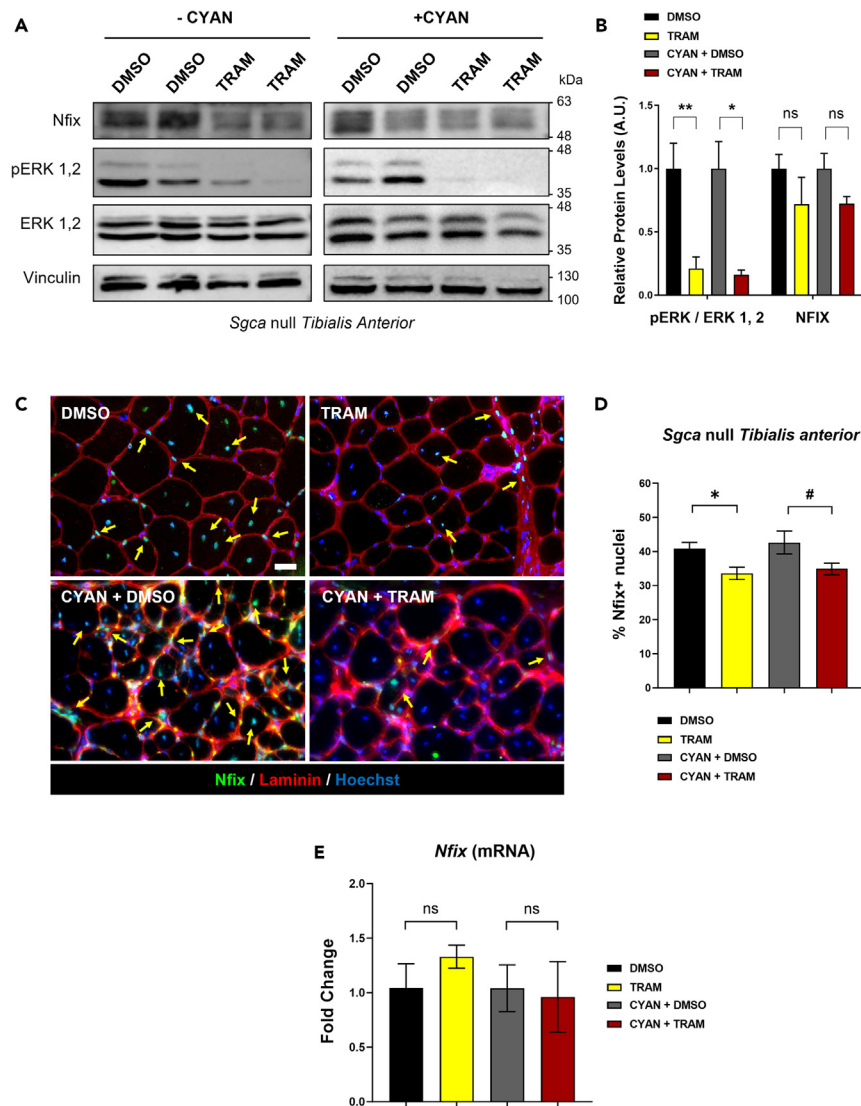 A
- CYAN
+CYAN
DMSO
DMSO
TRAM
TRAM
DMSO
DMSO
TRAM
TRAM
kDa
Nfix
63
48
pERK 1,2
35
ERK 1,2
48
35
Vinculin
130
100
Sgca null Tibialis Anterior
B
DMSO
TRAM
CYAN + DMSO
CYAN + TRAM
Relative Protein Levels (A.U.)
1.5
1.0
0.5
0.0
**
*
ns
ns
pERK / ERK 1, 2
NFIX
C
DMSO
TRAM
CYAN + DMSO
CYAN + TRAM
Nfix / Laminin / Hoechst
D
Sgca null Tibialis anterior
% Nfix+ nuclei
60
50
40
30
20
10
0
*
#
DMSO
TRAM
CYAN + DMSO
CYAN + TRAM
E
Nfix (mRNA)
Fold Change
2.0
1.5
1.0
0.5
0.0
ns
ns
DMSO
TRAM
CYAN + DMSO
CYAN + TRAM